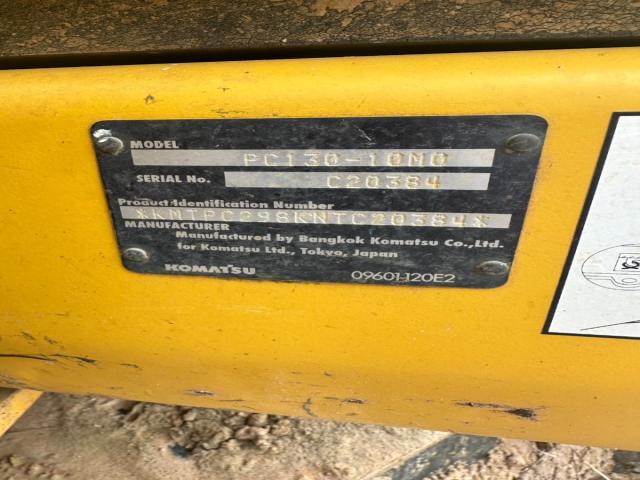 MODEL PC130-10M0
SERIAL No. C20384
Product Identification Number
*KMTPC298KNTC20384*
MANUFACTURER
Manufactured by Bangkok Komatsu Co.,Ltd.
for Komatsu Ltd., Tokyo, Japan
KOMATSU 09601-120E2